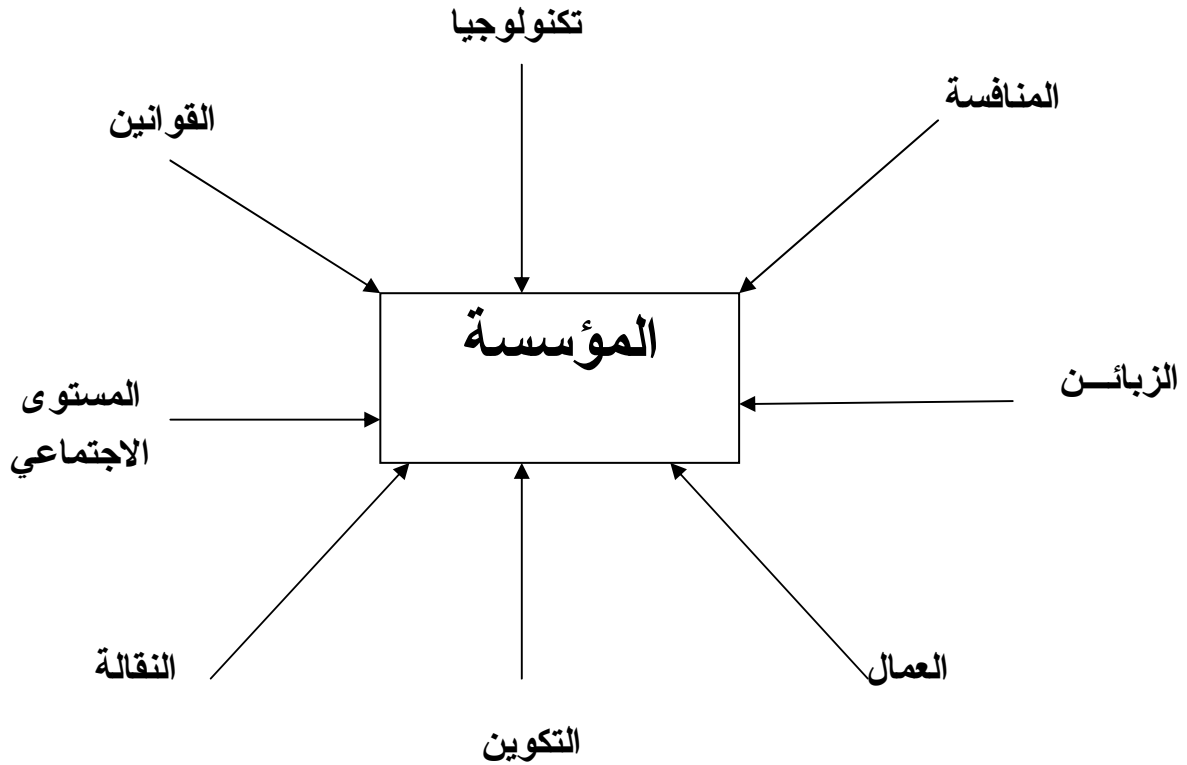 تكنولوجيا
المنافسة
القوانين
المؤسسة
الزبائـــن
المستوى
الاجتماعي
العمال
النقالة
التكوين